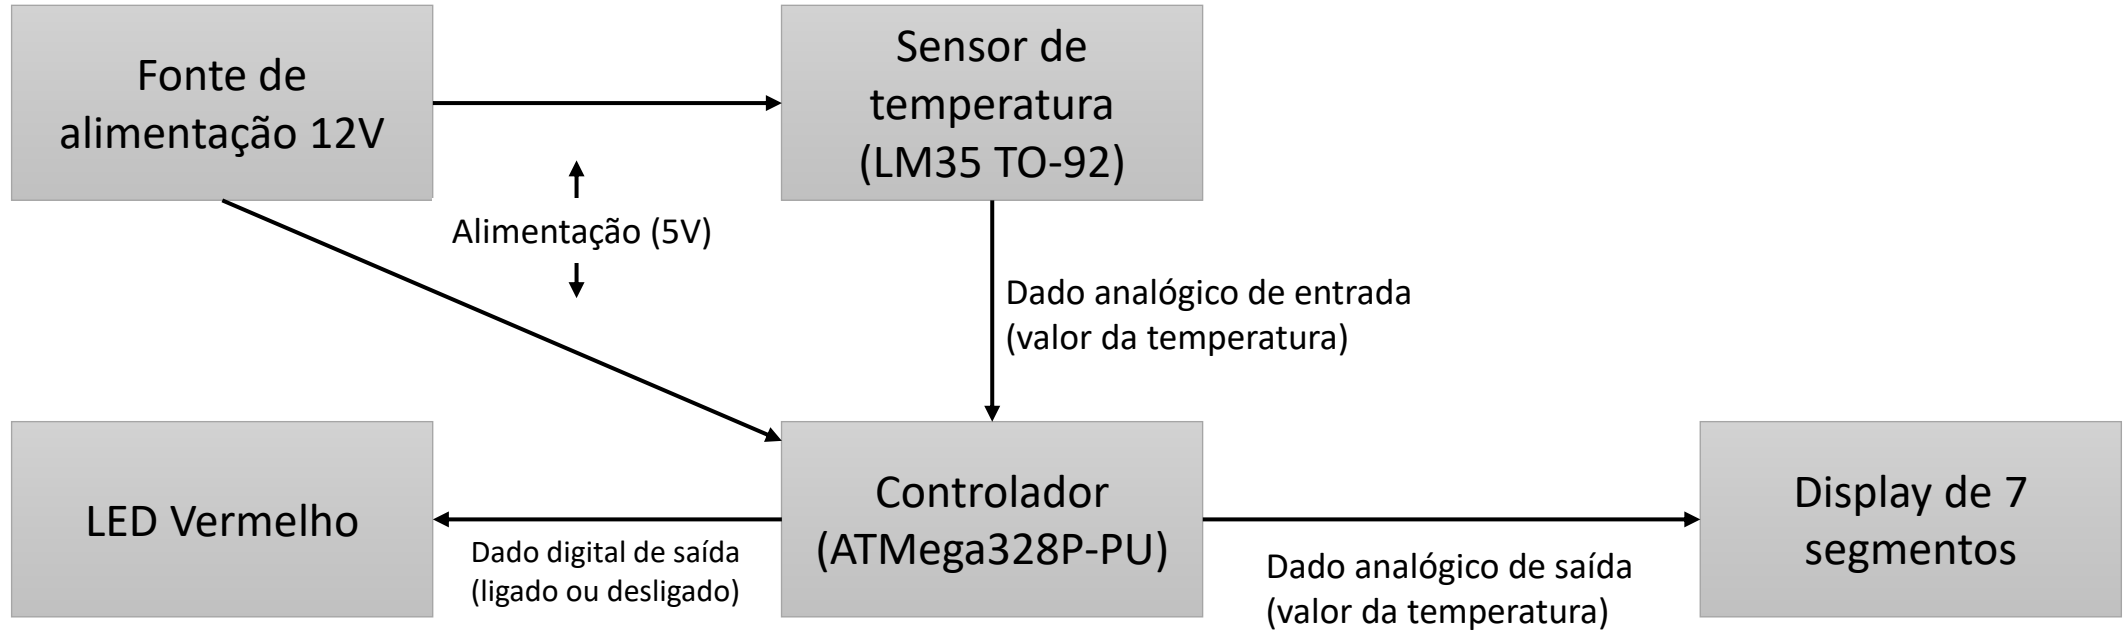 Fonte de
alimentação 12V
Sensor de
temperatura
(LM35 TO-92)
Alimentação (5V)
Dado analógico de entrada
(valor da temperatura)
LED Vermelho
Dado digital de saída
(ligado ou desligado)
Controlador
(ATMega328P-PU)
Dado analógico de saída
(valor da temperatura)
Display de 7
segmentos